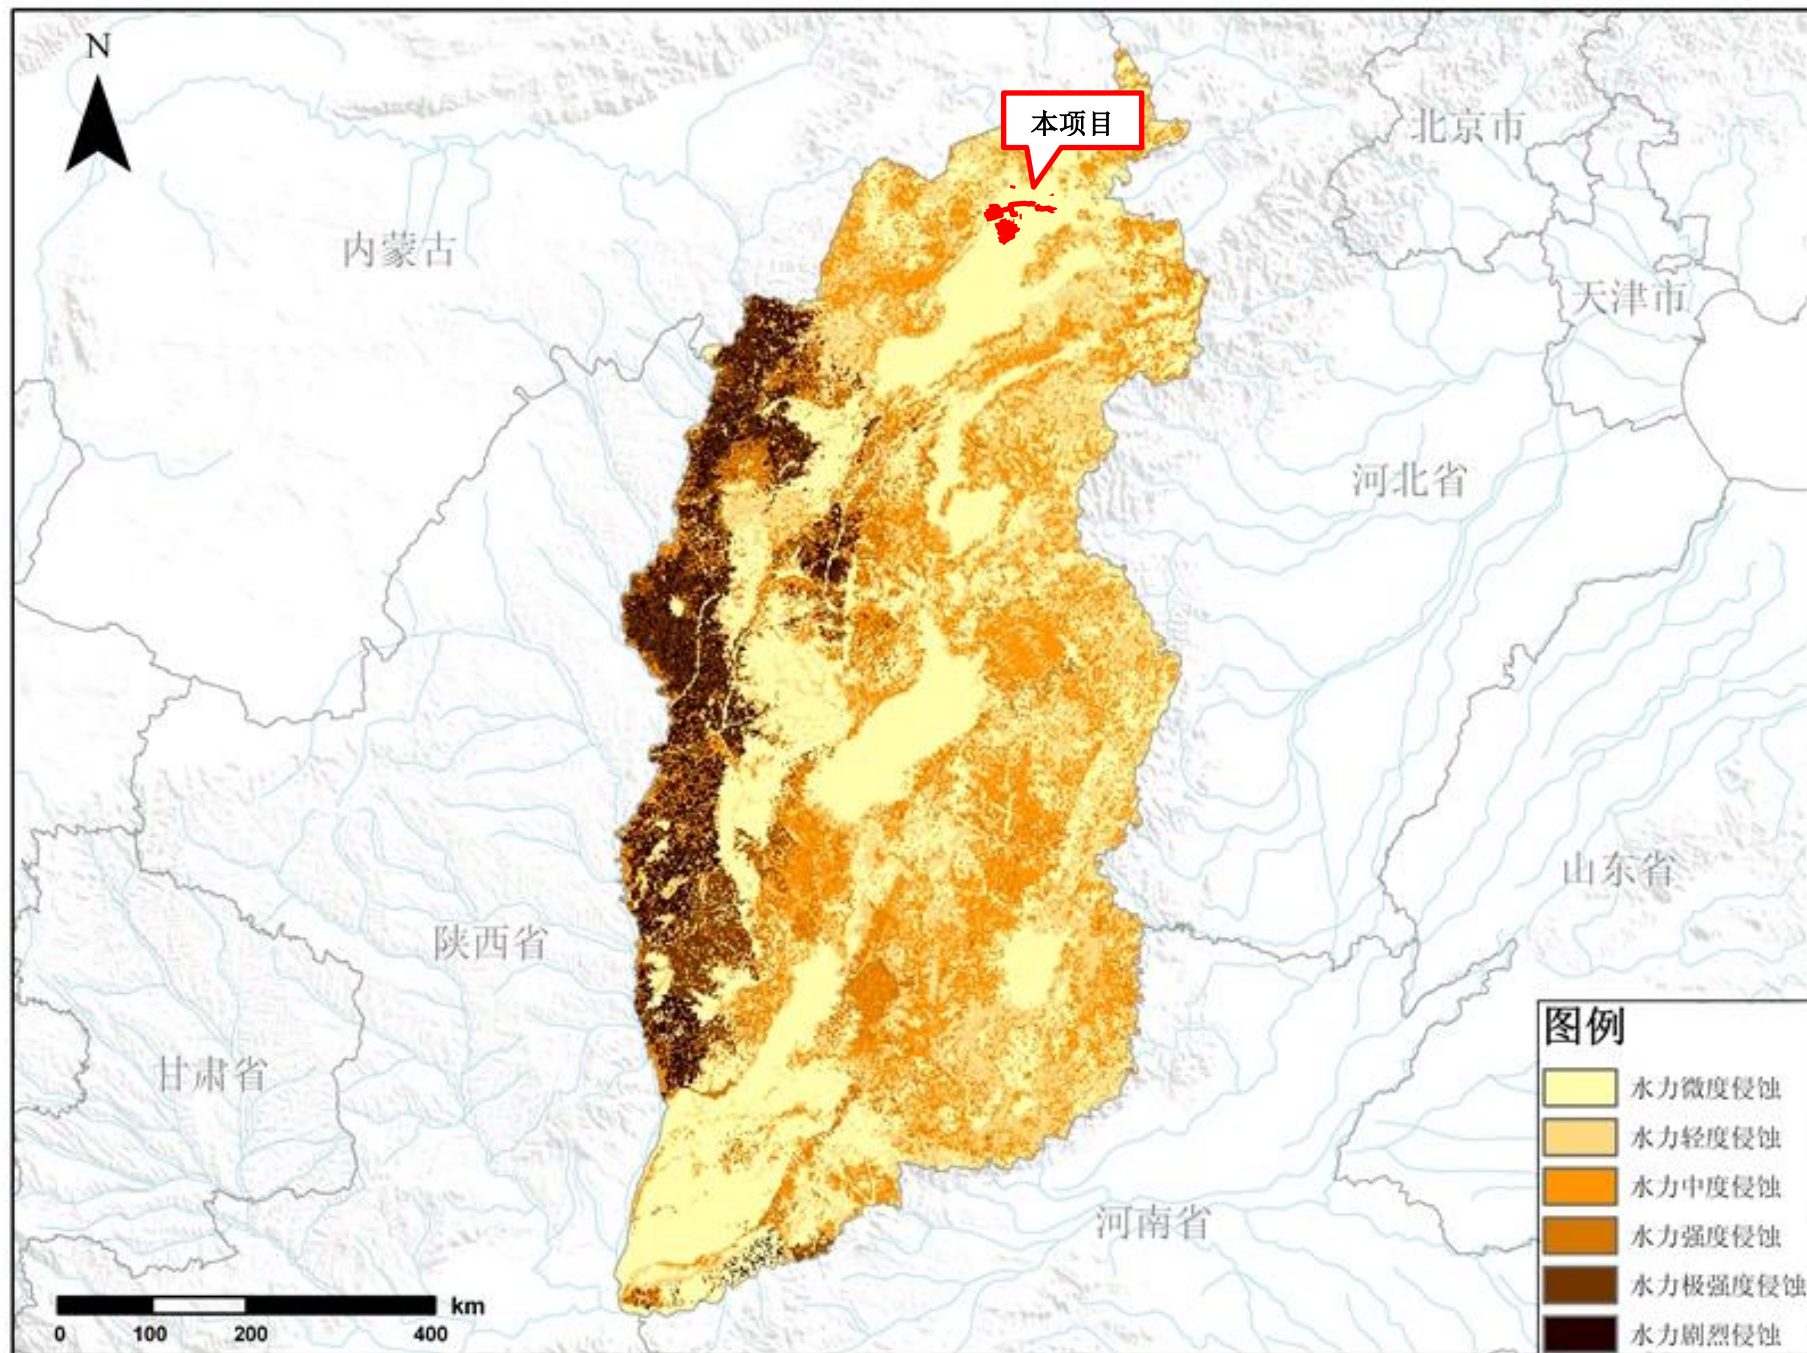 N
本项目
北京市
内蒙古
天津市
河北省
山东省
陕西省
甘肃省
河南省
图例
水力微度侵蚀
水力轻度侵蚀
水力中度侵蚀
水力强度侵蚀
水力极强度侵蚀
水力剧烈侵蚀
km
0 100 200 400